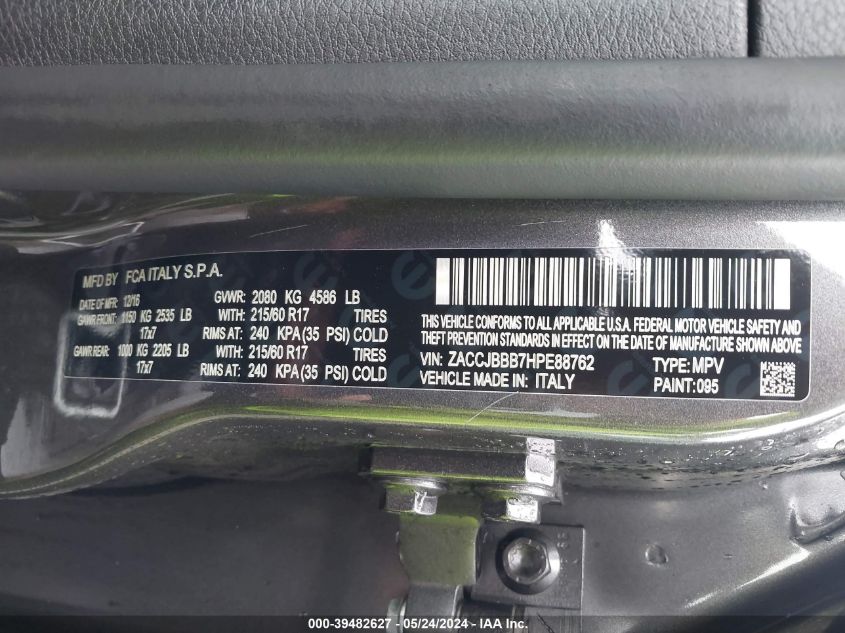 MFD BY FCA ITALY S.P.A.
DATE OF MFR: 12/16 GVWR: 2080 KG 4586 LB
GAWR FRONT: 1150 KG 2535 LB WITH: 215/60 R17 TIRES
17x7 RIMS AT: 240 KPA (35 PSI) COLD
GAWR REAR: 1000 KG 2205 LB WITH: 215/60 R17 TIRES
17x7 RIMS AT: 240 KPA (35 PSI) COLD
THIS VEHICLE CONFORMS TO ALL APPLICABLE U.S.A. FEDERAL MOTOR VEHICLE SAFETY AND
THEFT PREVENTION STANDARDS IN EFFECT ON THE DATE OF MANUFACTURE SHOWN ABOVE
VIN: ZACCJBBB7HPE88762 TYPE: MPV
VEHICLE MADE IN: ITALY PAINT: 095
000-39482627 - 05/24/2024 - IAAI.COM